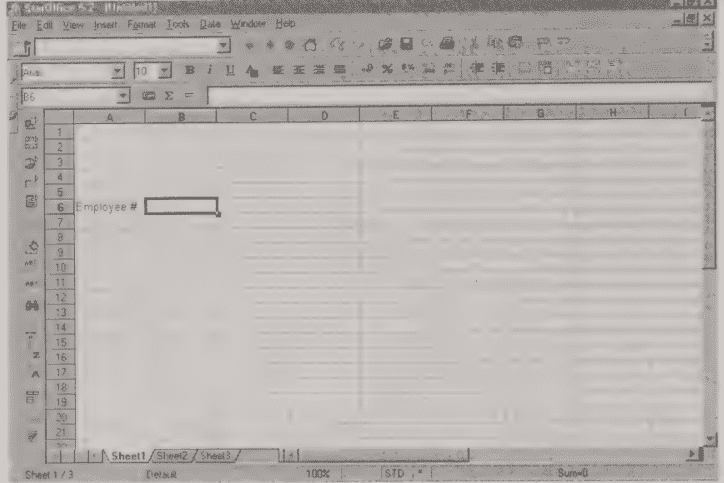 StarOffice 5.2 - [Untitled1]
File Edit View Insert Format Tools Data Window Help
10 B i U
B6 Σ =
A B C D E F G H I
1
2
3
4
5
6 Employee #
7
8
9
10
11
12
13
14
15
16
17
18
19
20
21
Sheet1 Sheet2 Sheet3
Sheet 1 / 3 Default 100% STD * Sum=0